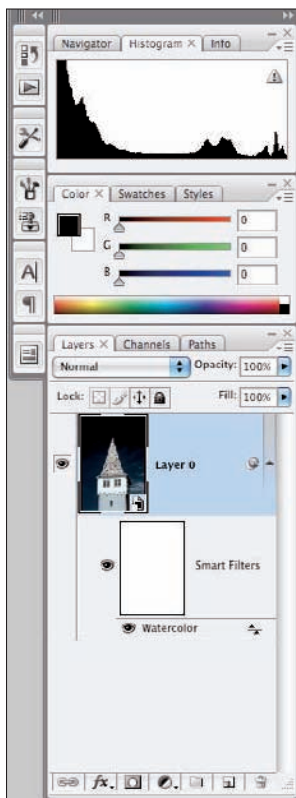 Navigator × Histogram × Info
Color × Swatches × Styles
R 0
G 0
B 0
Layers × Channels Paths
Normal Opacity: 100%
Lock: Fill: 100%
Layer 0
Smart Filters
Watercolor
fx.